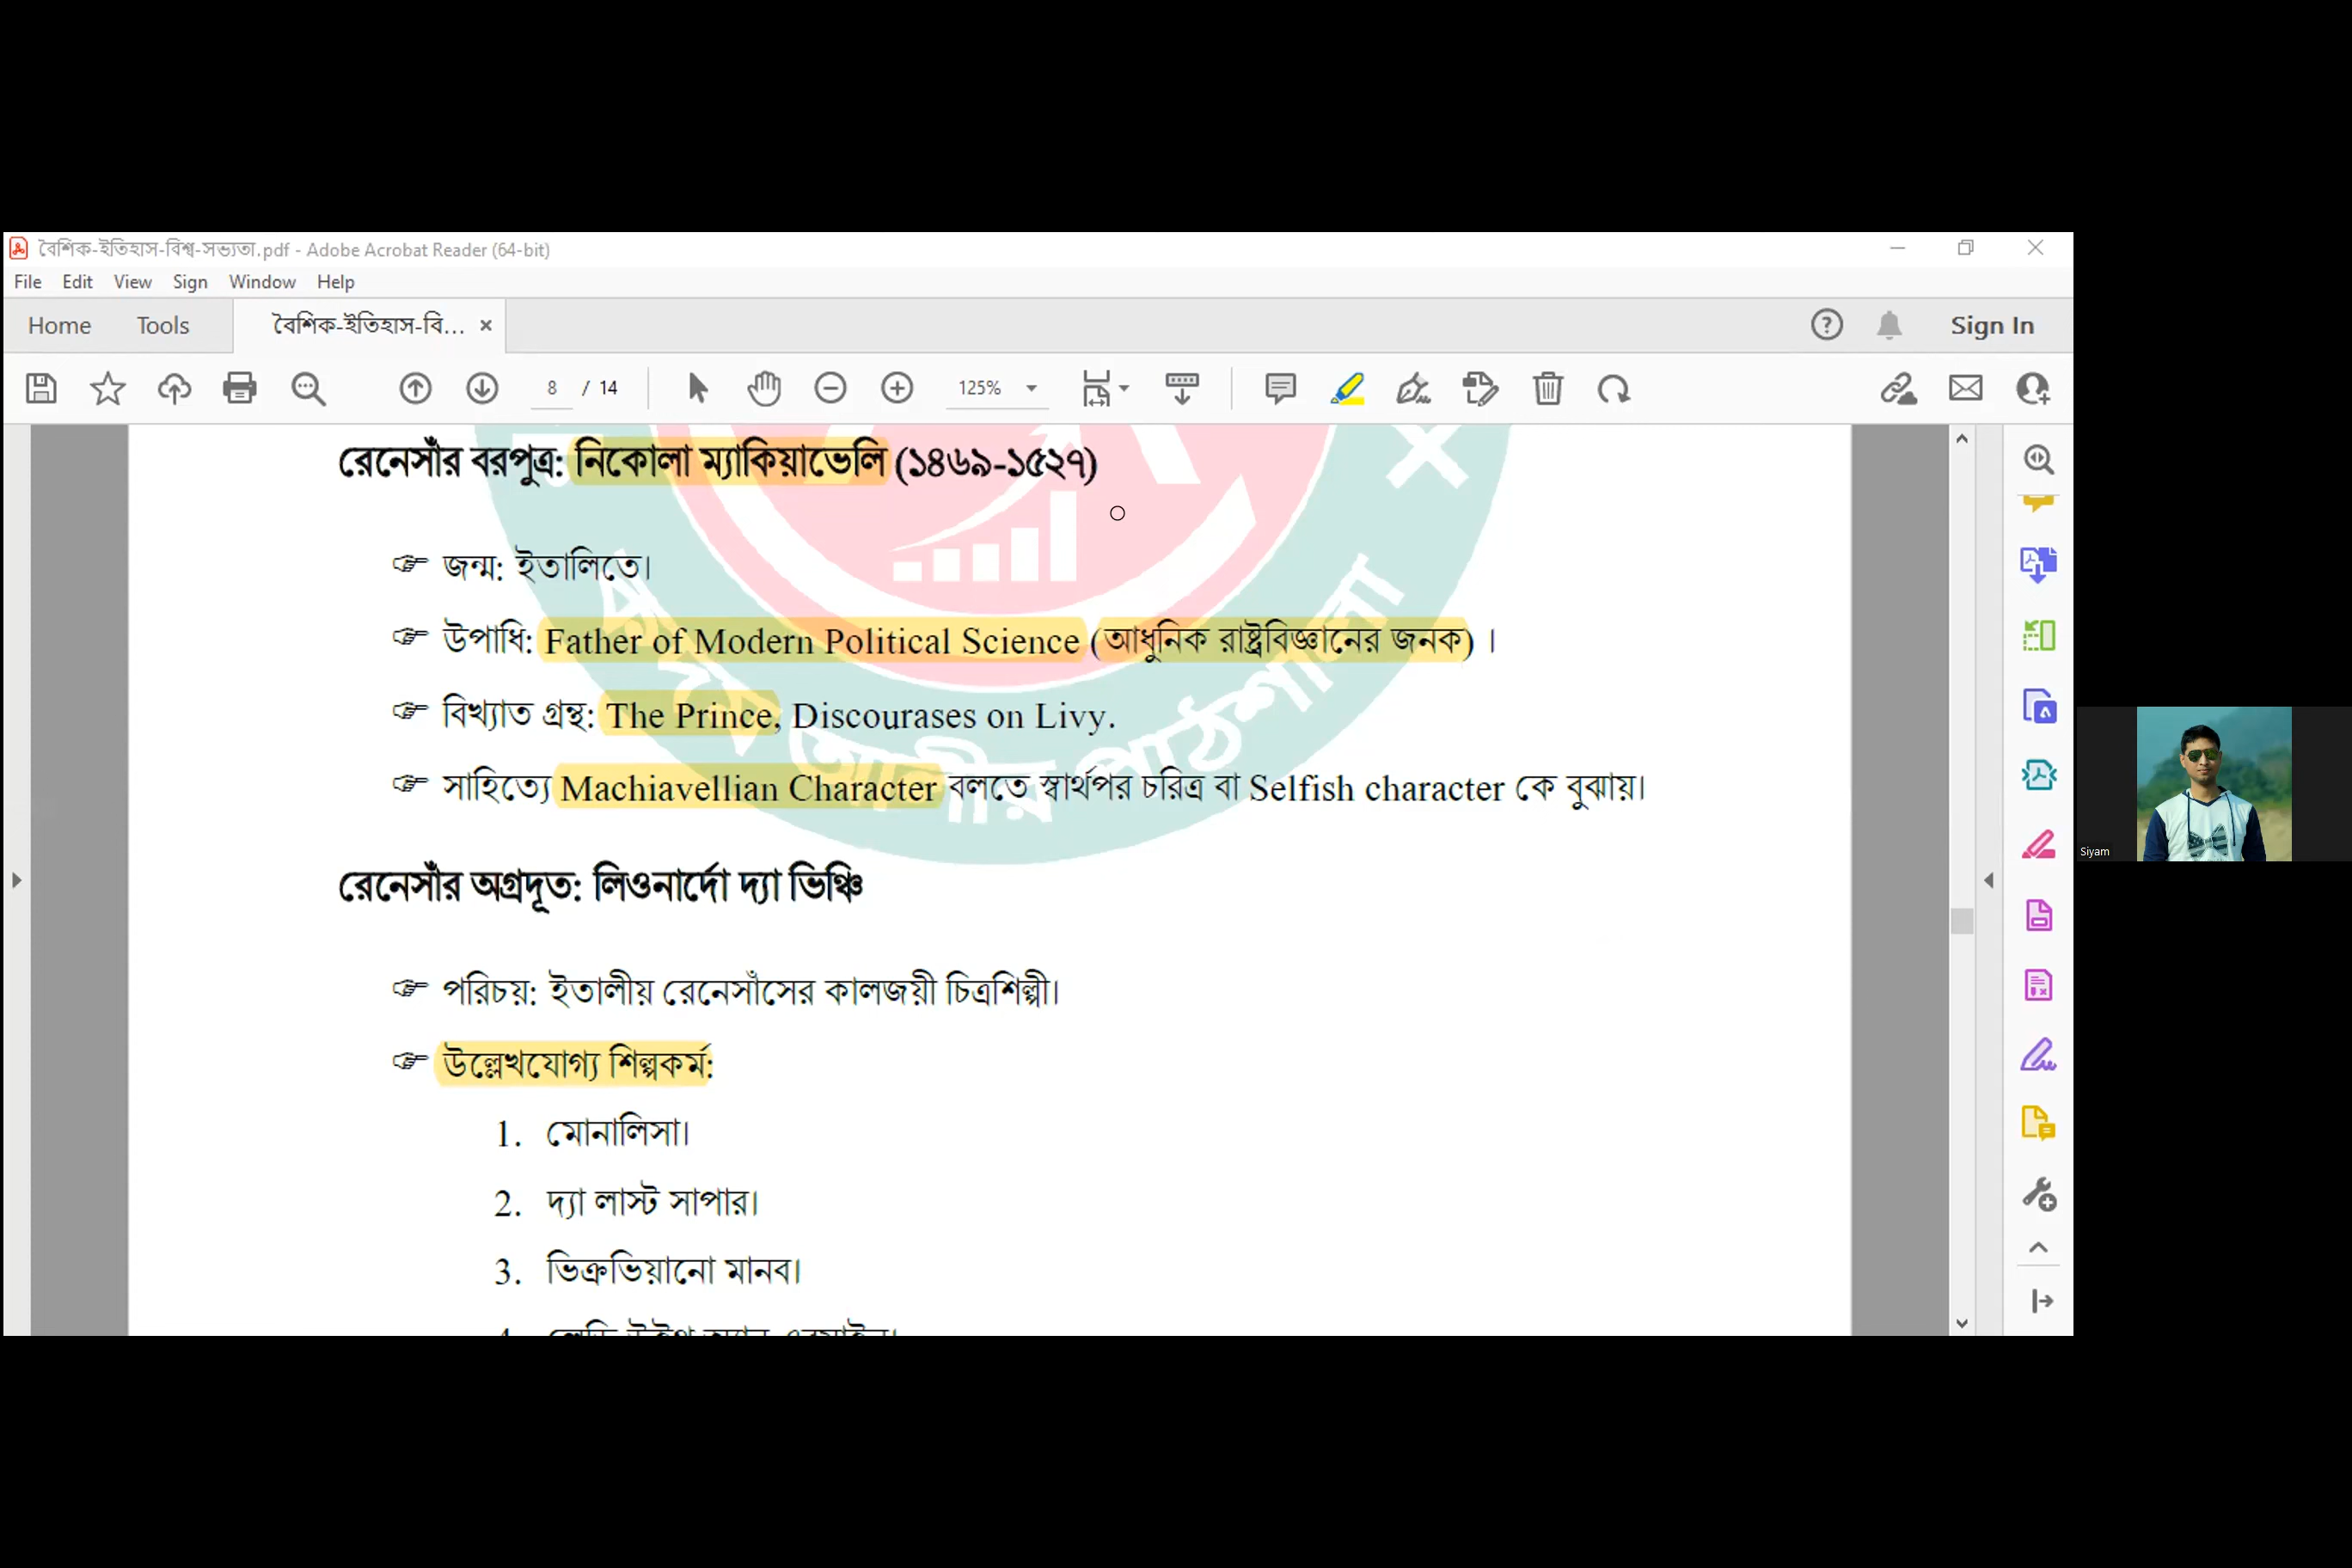 বৈশিক-ইতিহাস-বিশ্ব-সভ্যতা.pdf - Adobe Acrobat Reader (64-bit)
File Edit View Sign Window Help
Home Tools বৈশিক-ইতিহাস-বি... × Sign In
8 / 14 125%
রেনেসাঁর বরপুত্র: নিকোলা ম্যাকিয়াভেলি (১৪৬৯-১৫২৭)
☞ জন্ম: ইতালিতে।
☞ উপাধি: Father of Modern Political Science (আধুনিক রাষ্ট্রবিজ্ঞানের জনক) ।
☞ বিখ্যাত গ্রন্থ: The Prince, Discourases on Livy.
☞ সাহিত্যে Machiavellian Character বলতে স্বার্থপর চরিত্র বা Selfish character কে বুঝায়।
আলীর পাঠশালা
রেনেসাঁর অগ্রদূত: লিওনার্দো দ্যা ভিঞ্চি
☞ পরিচয়: ইতালীয় রেনেসাঁসের কালজয়ী চিত্রশিল্পী।
☞ উল্লেখযোগ্য শিল্পকর্ম:
1. মোনালিসা।
2. দ্যা লাস্ট সাপার।
3. ভিক্রভিয়ানো মানব।
Siyam